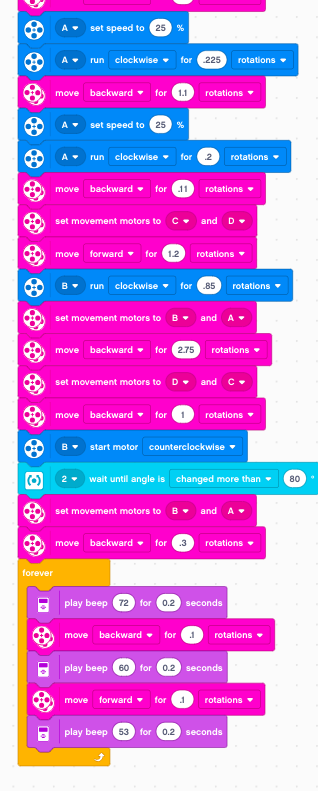 A set speed to 25 %
A run clockwise for .225 rotations
move backward for 1.1 rotations
A set speed to 25 %
A run clockwise for .2 rotations
move backward for .11 rotations
set movement motors to C and D
move forward for 1.2 rotations
B run clockwise for .85 rotations
set movement motors to B and A
move backward for 2.75 rotations
set movement motors to D and C
move backward for 1 rotations
B start motor counterclockwise
2 wait until angle is changed more than 80 °
set movement motors to B and A
move backward for .3 rotations
forever
play beep 72 for 0.2 seconds
move backward for .1 rotations
play beep 60 for 0.2 seconds
move forward for .1 rotations
play beep 53 for 0.2 seconds